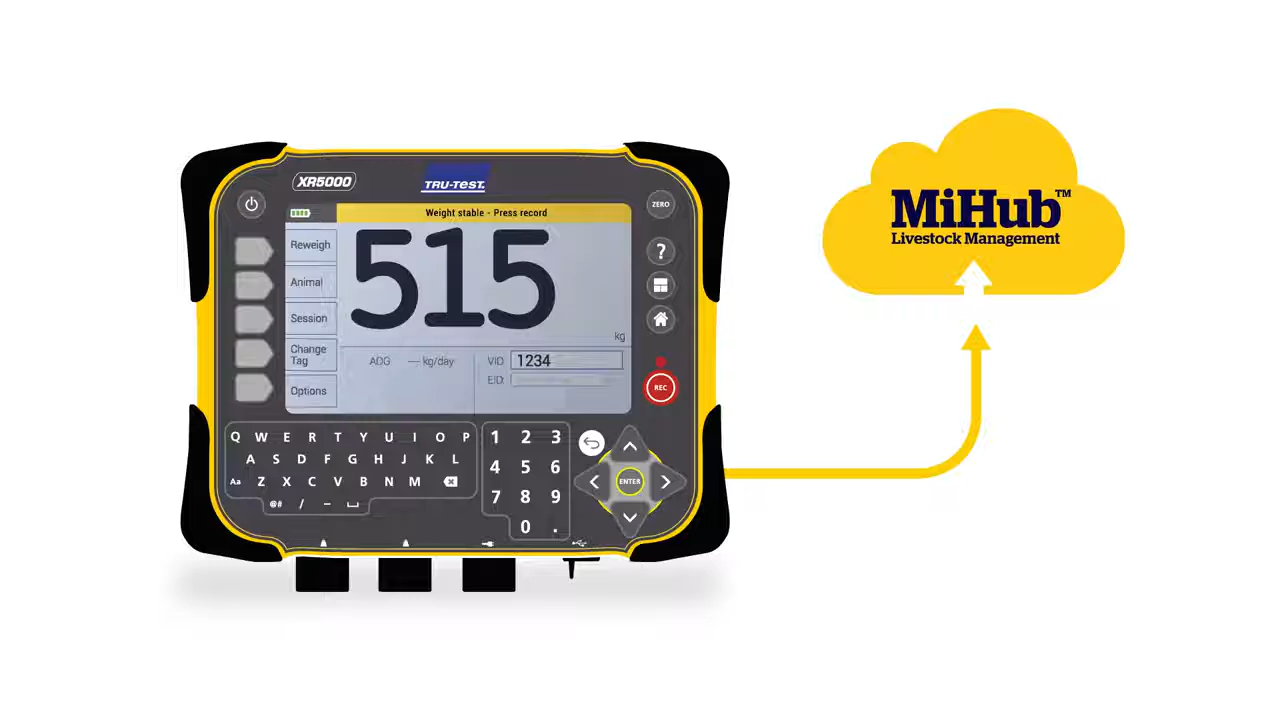 XR5000
TRU-TEST.
ZERO
Weight stable - Press record
Reweigh
Animal
Session
Change
Tag
Options
515
kg
ADG --- kg/day
VID: 1234
EID:
?
REC
Q W E R T Y U I O P
A S D F G H J K L
Aa Z X C V B N M
@# / –
1 2 3
4 5 6
7 8 9
0 .
ENTER
MiHub™
Livestock Management